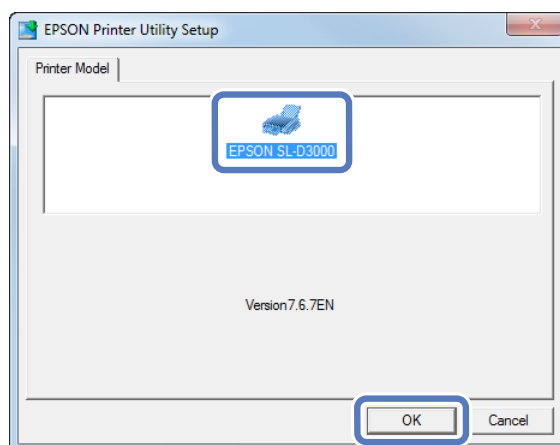 EPSON Printer Utility Setup
Printer Model
EPSON SL-D3000
Version7.6.7EN
OK
Cancel